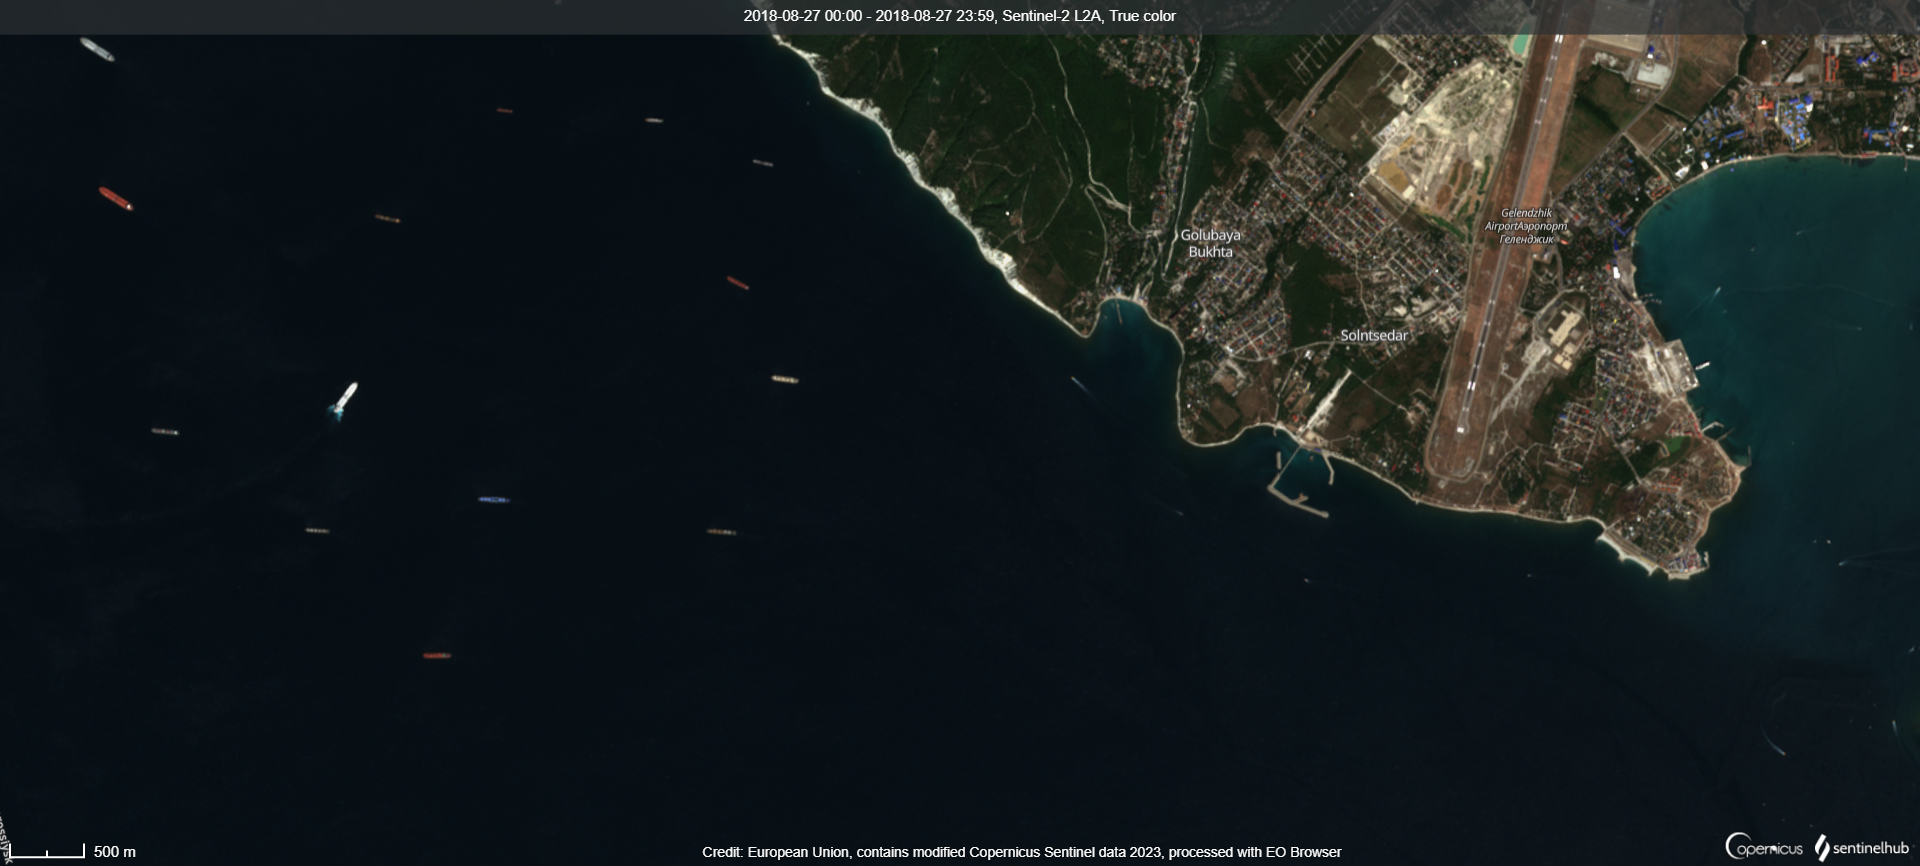 2018-08-27 00:00 - 2018-08-27 23:59, Sentinel-2 L2A, True color
Gelendzhik
AirportАэропорт
Геленджик
Golubaya
Bukhta
Solntsedar
500 m
Credit: European Union, contains modified Copernicus Sentinel data 2023, processed with EO Browser
Copernicus
sentinelhub